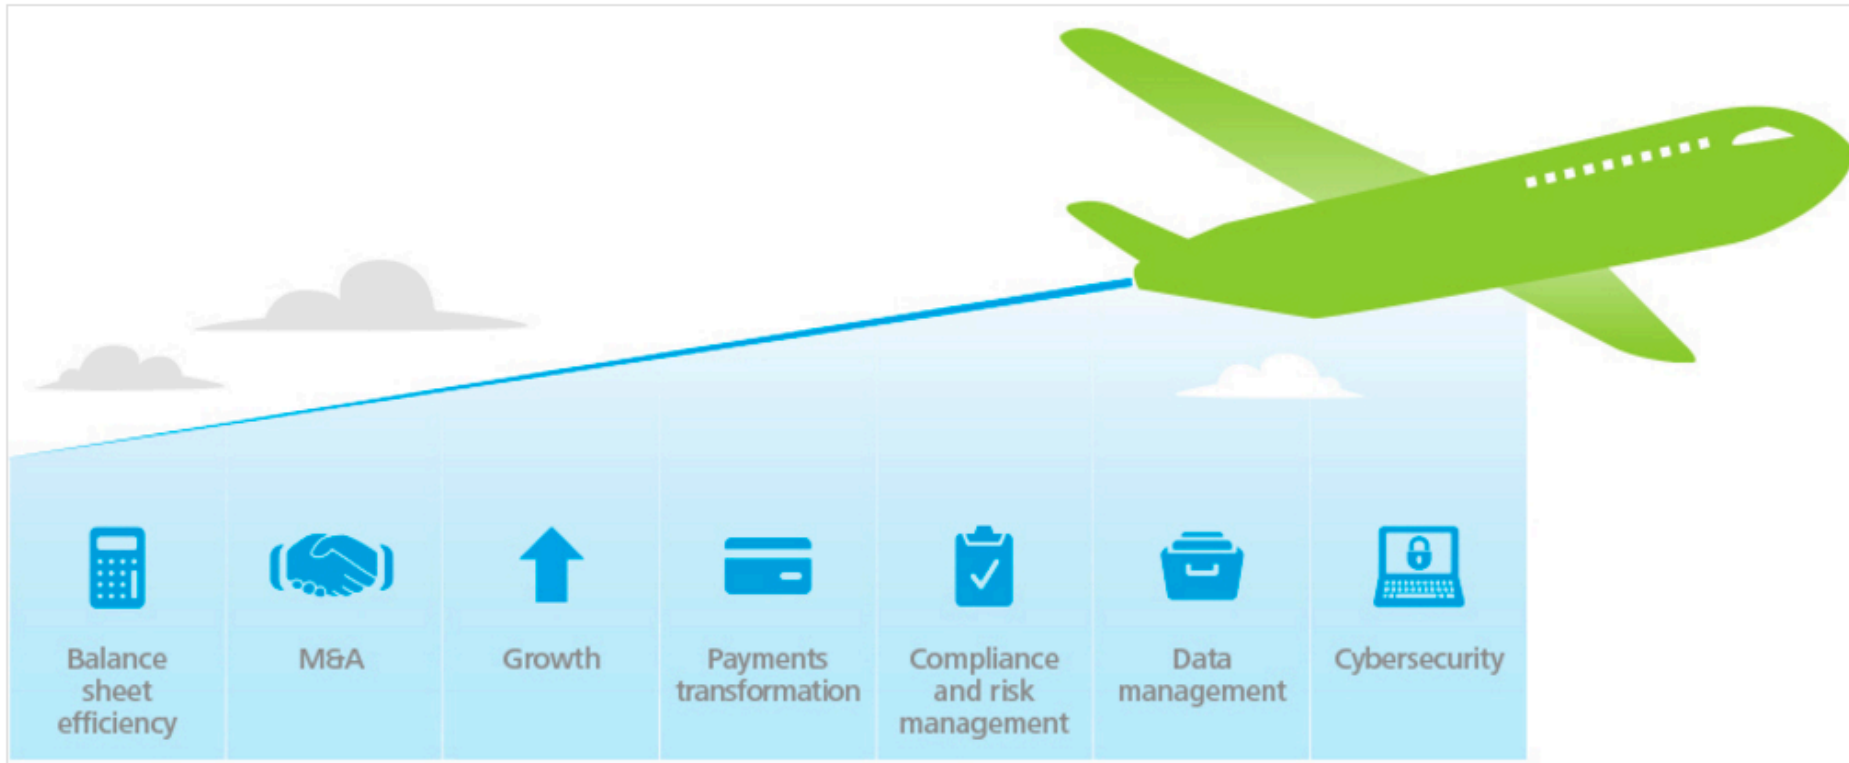 Balance
sheet
efficiency
M&A
Growth
Payments
transformation
Compliance
and risk
management
Data
management
Cybersecurity